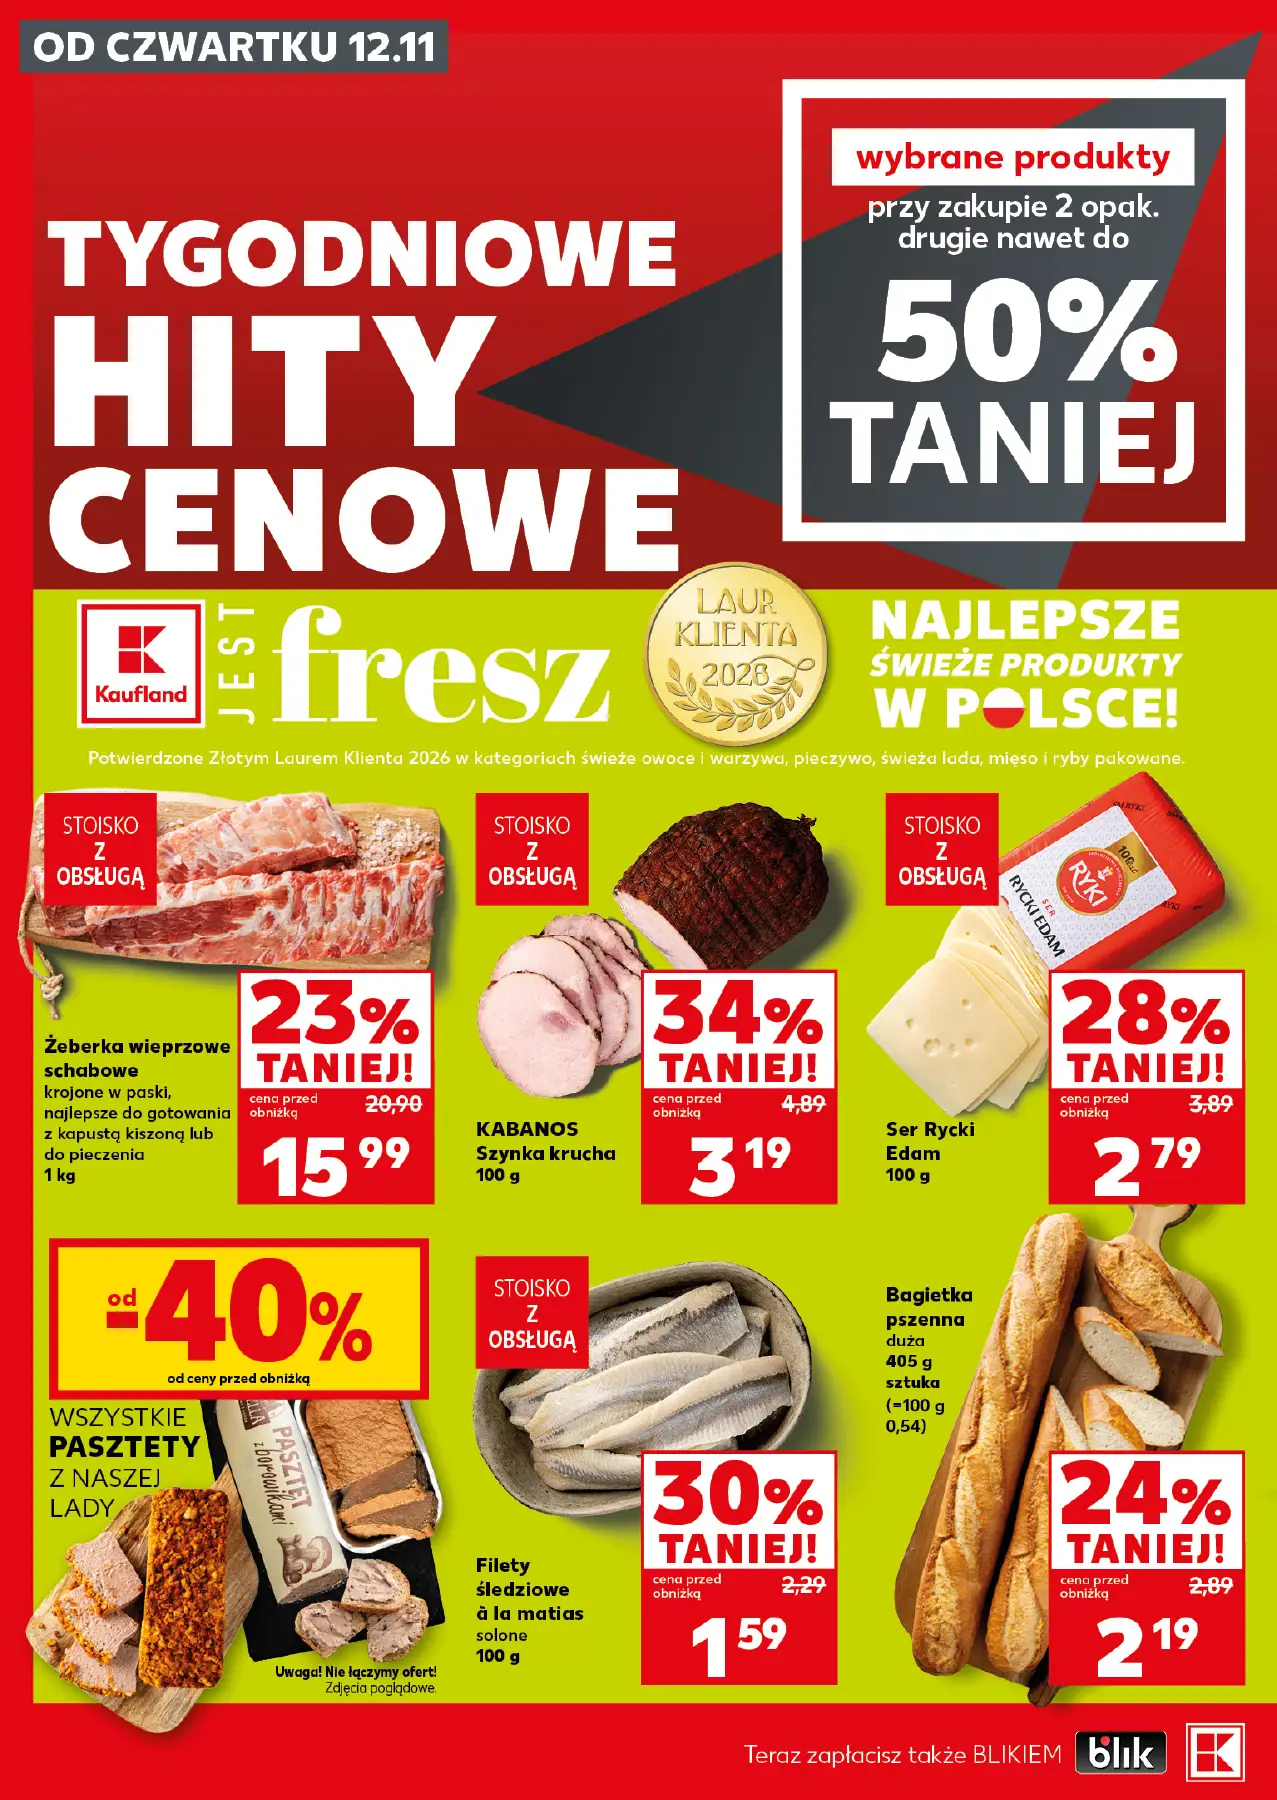 OD CZWARTKU 12.11
wybrane produkty
przy zakupie 2 opak.
drugie nawet do
50%
TANIEJ
TYGODNIOWE
HITY
CENOWE
Kaufland
JEST
fresz
LAUR
KLIENTA
2026
NAJLEPSZE
ŚWIEŻE PRODUKTY
W POLSCE!
Potwierdzone Złotym Laurem Klienta 2026 w kategoriach świeże owoce i warzywa, pieczywo, świeża lada, mięso i ryby pakowane.
STOISKO
Z
OBSŁUGĄ
23%
TANIEJ!
cena przed
obniżką
20,90
15 99
Żeberka wieprzowe
schabowe
krojone w paski,
najlepsze do gotowania
z kapustą kiszoną lub
do pieczenia
1 kg
STOISKO
Z
OBSŁUGĄ
34%
TANIEJ!
cena przed
obniżką
4,89
3 19
KABANOS
Szynka krucha
100 g
STOISKO
Z
OBSŁUGĄ
RYKI
SER
RYCKI EDAM
28%
TANIEJ!
cena przed
obniżką
3,89
2 79
Ser Rycki
Edam
100 g
od
-40%
od ceny przed obniżką
WSZYSTKIE
PASZTETY
Z NASZEJ
LADY
PASZTET
z borowikami
Uwaga! Nie łączymy ofert!
Zdjęcia poglądowe.
STOISKO
Z
OBSŁUGĄ
Filety
śledziowe
à la matias
solone
100 g
30%
TANIEJ!
cena przed
obniżką
2,29
1 59
Bagietka
pszenna
duża
405 g
sztuka
(=100 g
0,54)
24%
TANIEJ!
cena przed
obniżką
2,89
2 19
Teraz zapłacisz także BLIKIEM
blik